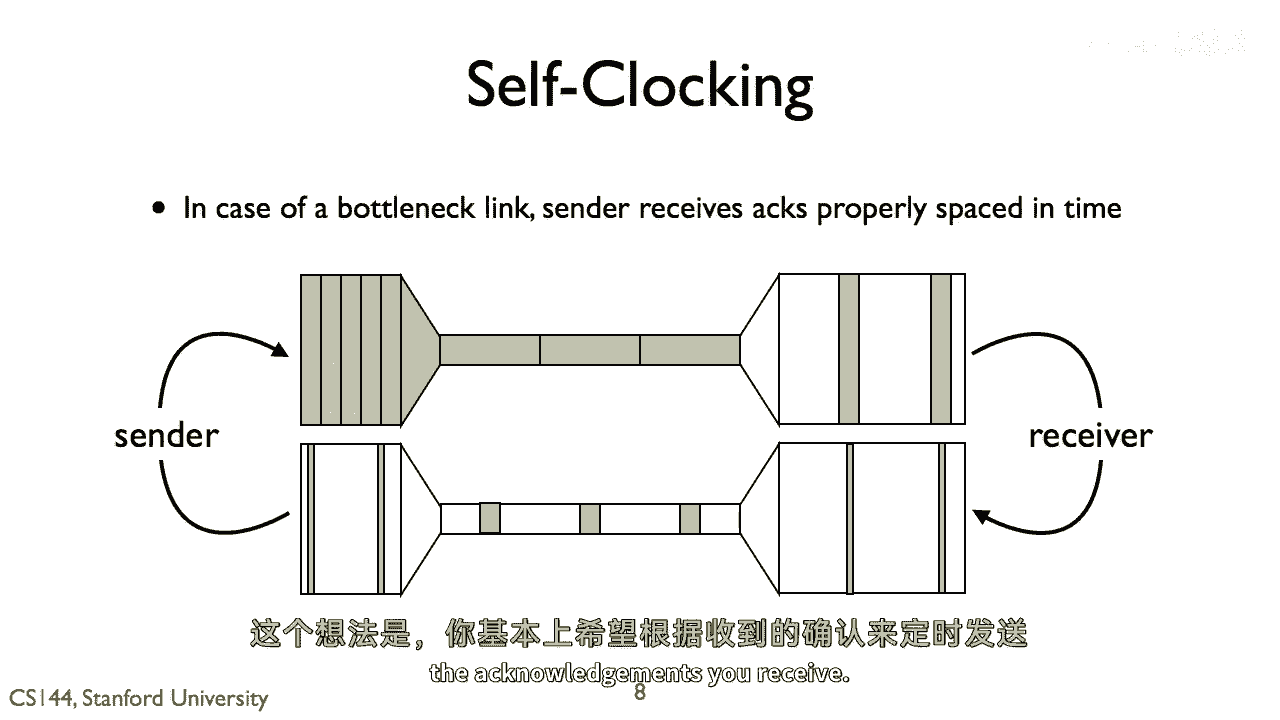 Self-Clocking
• In case of a bottleneck link, sender receives acks properly spaced in time
sender
receiver
这个想法是，你基本上希望根据收到的确认来定时发送
the acknowledgements you receive.
CS144, Stanford University
8